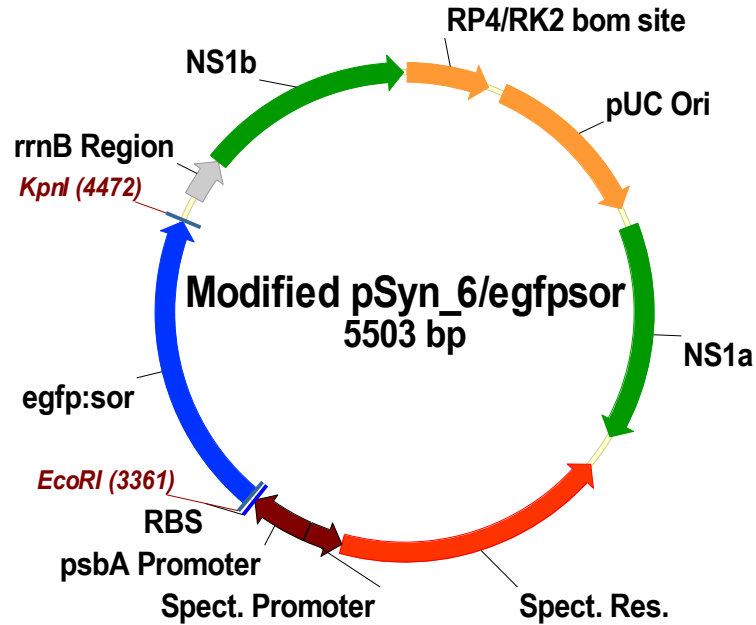 RP4/RK2 bom site
NS1b
pUC Ori
rrnB Region
KpnI (4472)
Modified pSyn_6/egfpsor
5503 bp
NS1a
egfp:sor
EcoRI (3361)
RBS
psbA Promoter
Spect. Promoter
Spect. Res.